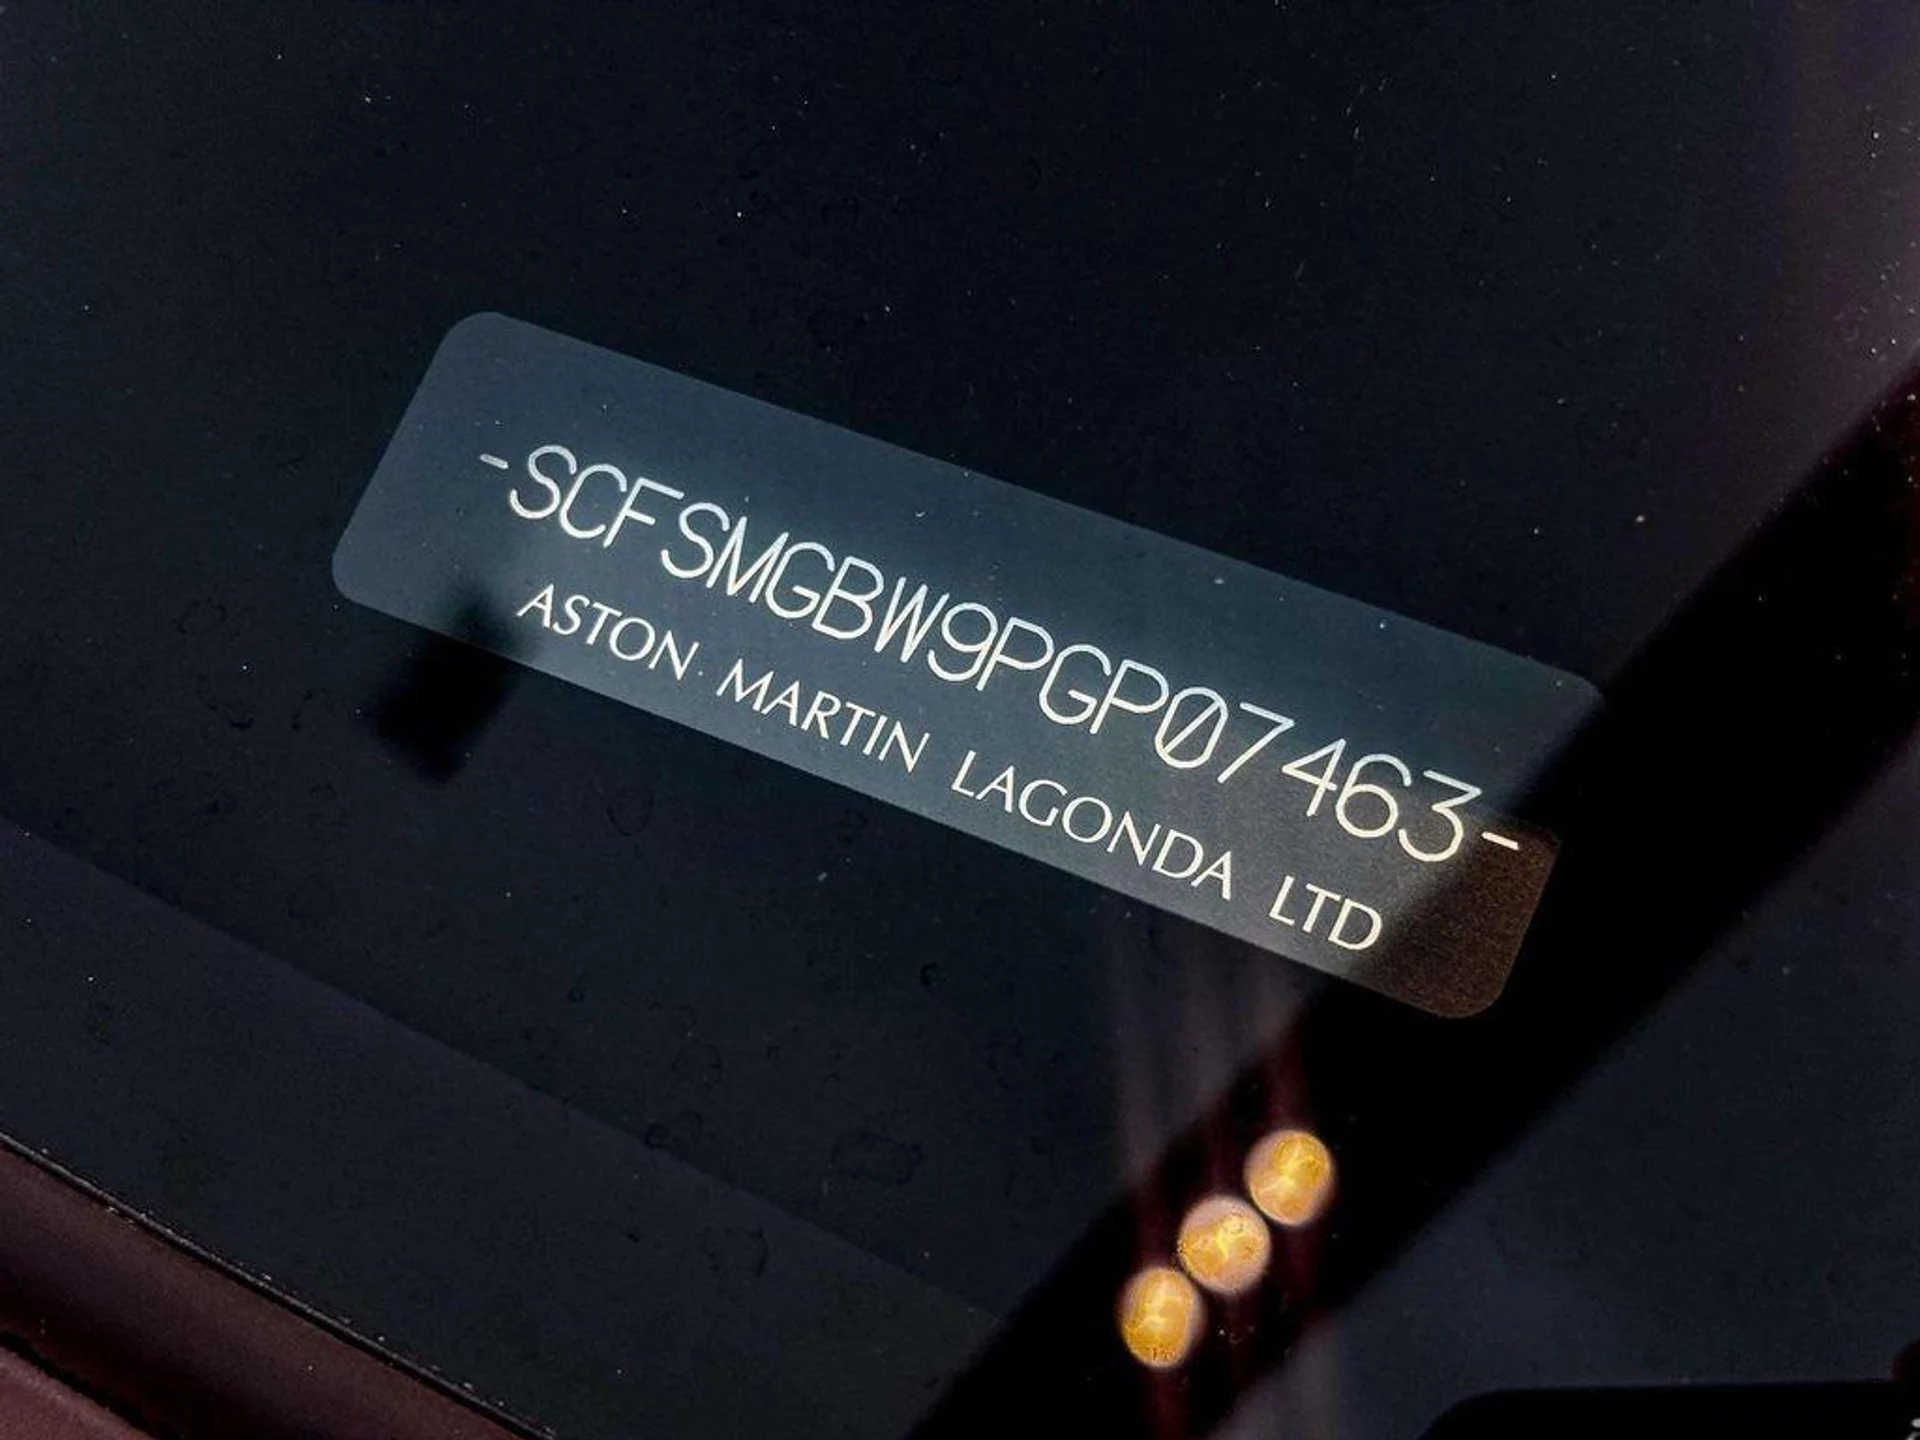 -SCFSMGBW9PGP07463-
ASTON MARTIN LAGONDA LTD